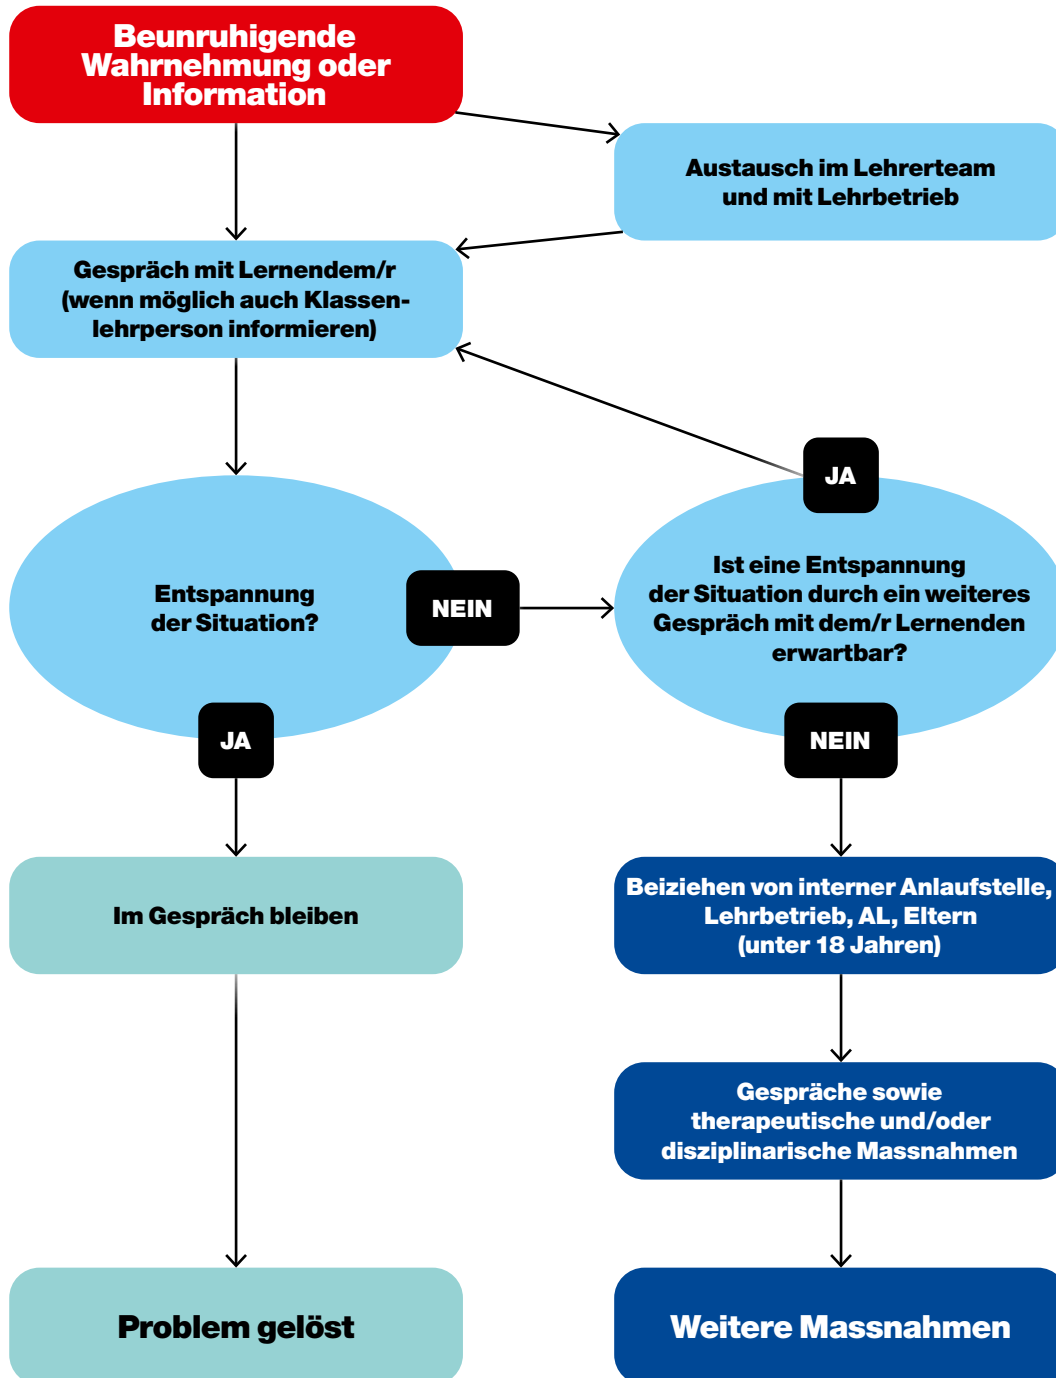 Beunruhigende
Wahrnehmung oder
Information
Austausch im Lehrerteam
und mit Lehrbetrieb
Gespräch mit Lernendem/r
(wenn möglich auch Klassen-
lehrperson informieren)
JA
Entspannung
der Situation?
NEIN
Ist eine Entspannung
der Situation durch ein weiteres
Gespräch mit dem/r Lernenden
erwartbar?
JA
NEIN
Im Gespräch bleiben
Beiziehen von interner Anlaufstelle,
Lehrbetrieb, AL, Eltern
(unter 18 Jahren)
Gespräche sowie
therapeutische und/oder
disziplinarische Massnahmen
Problem gelöst
Weitere Massnahmen